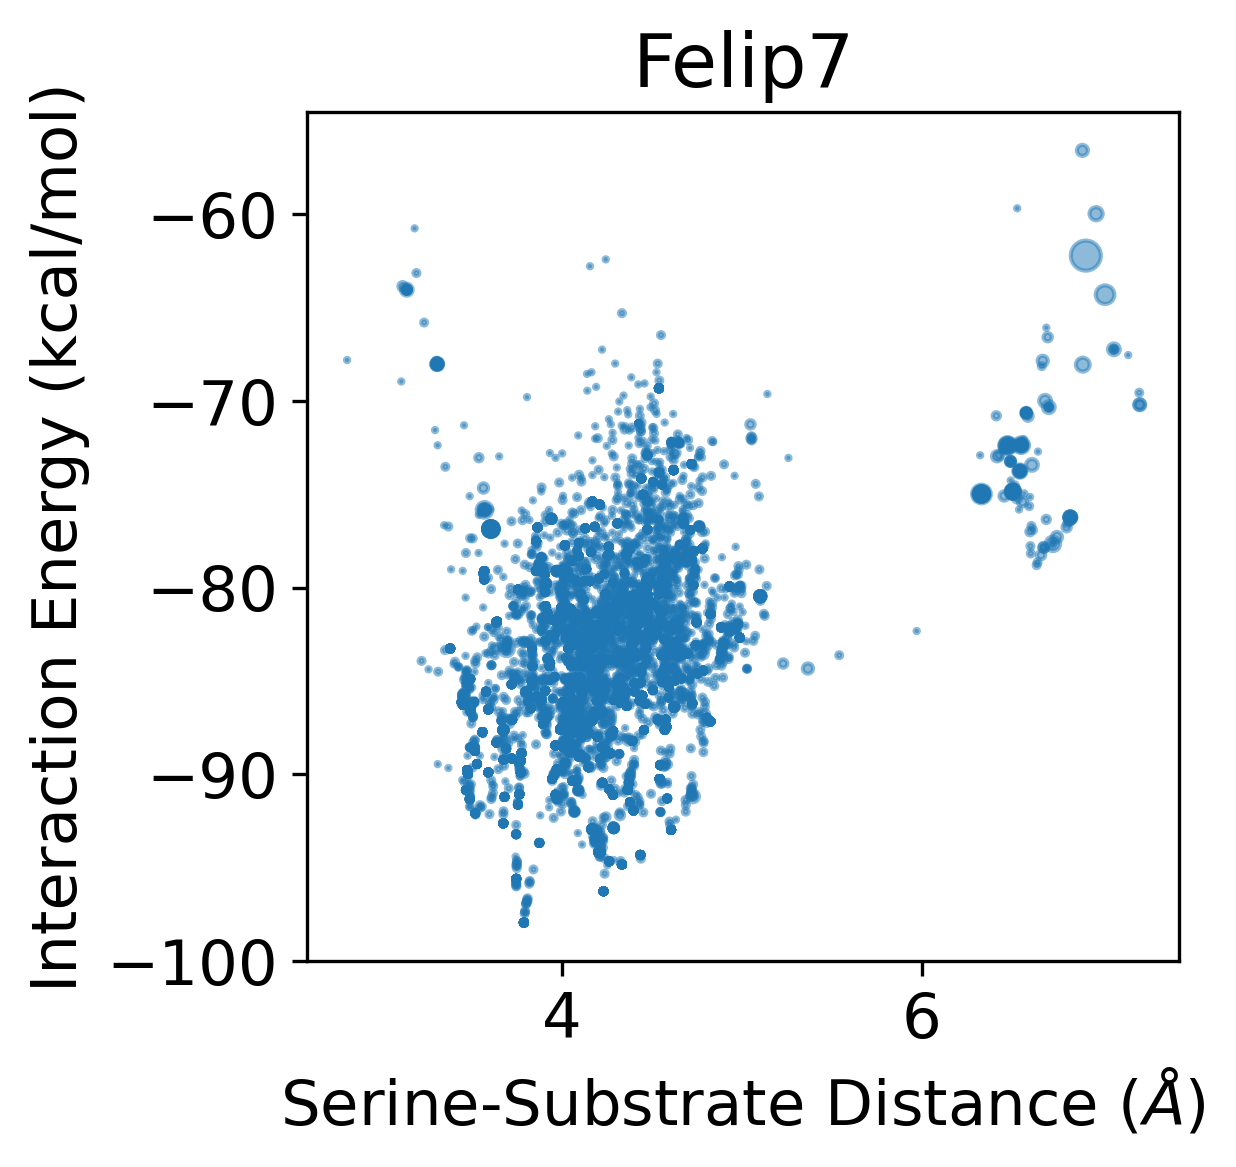 Felip7
Interaction Energy (kcal/mol)
−60
−70
−80
−90
−100
4
6
Serine-Substrate Distance (Å)